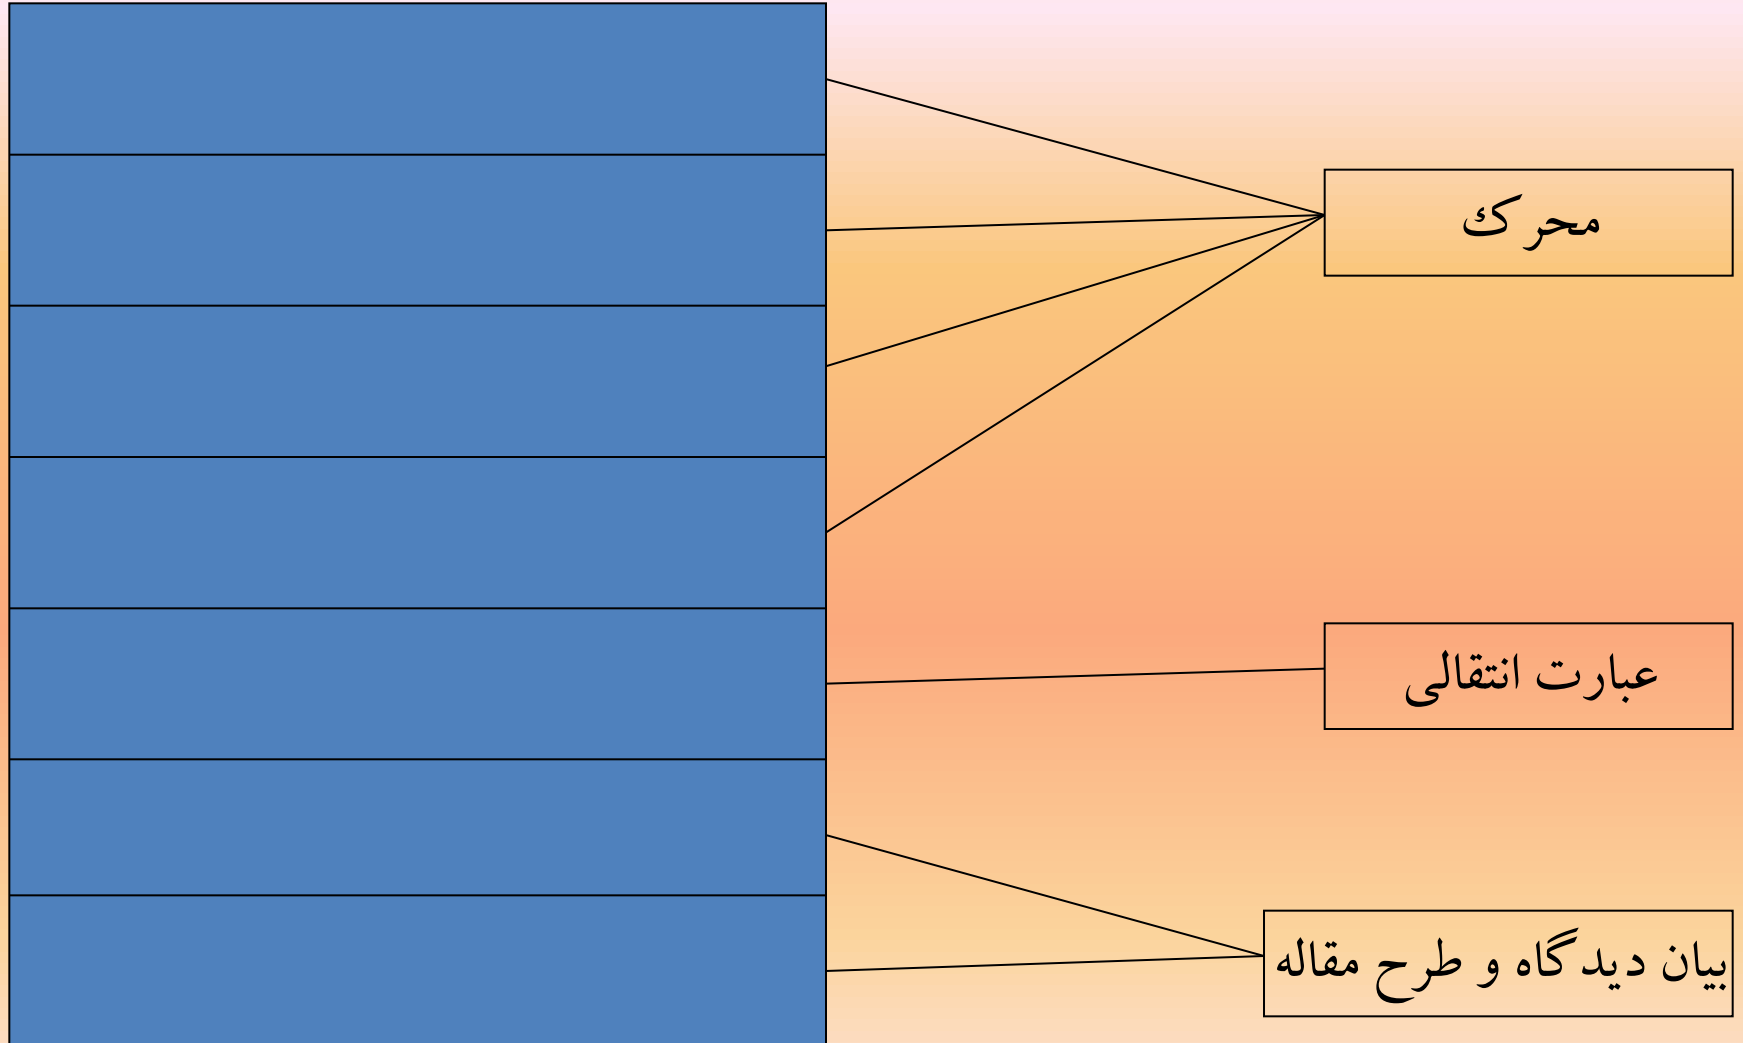 محرك
عبارت انتقالی
بیان دیدگاه و طرح مقاله